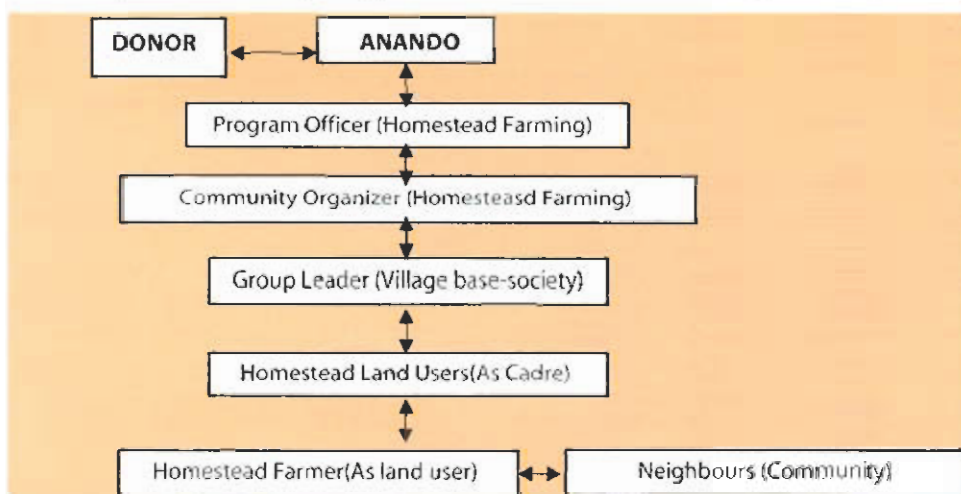 DONOR
ANANDO
Program Officer (Homestead Farming)
Community Organizer (Homesteasd Farming)
Group Leader (Village base-society)
Homestead Land Users(As Cadre)
Homestead Farmer(As land user)
Neighbours (Community)